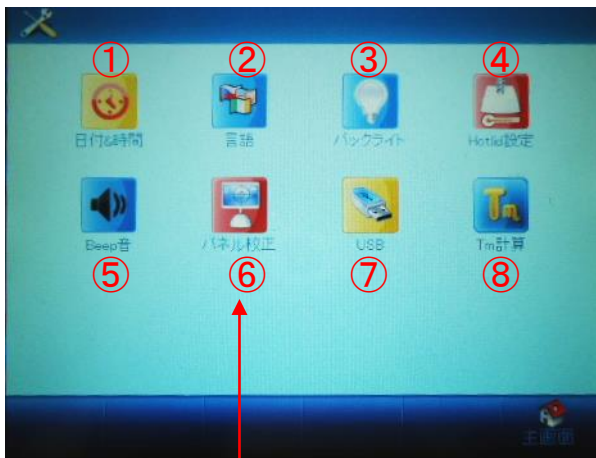 ① ② ③ ④
日付&時間 言語 バックライト Hotlid設定
Tm
Beep音 パネル校正 USB Tm計算
⑤ ⑥ ⑦ ⑧
主画面